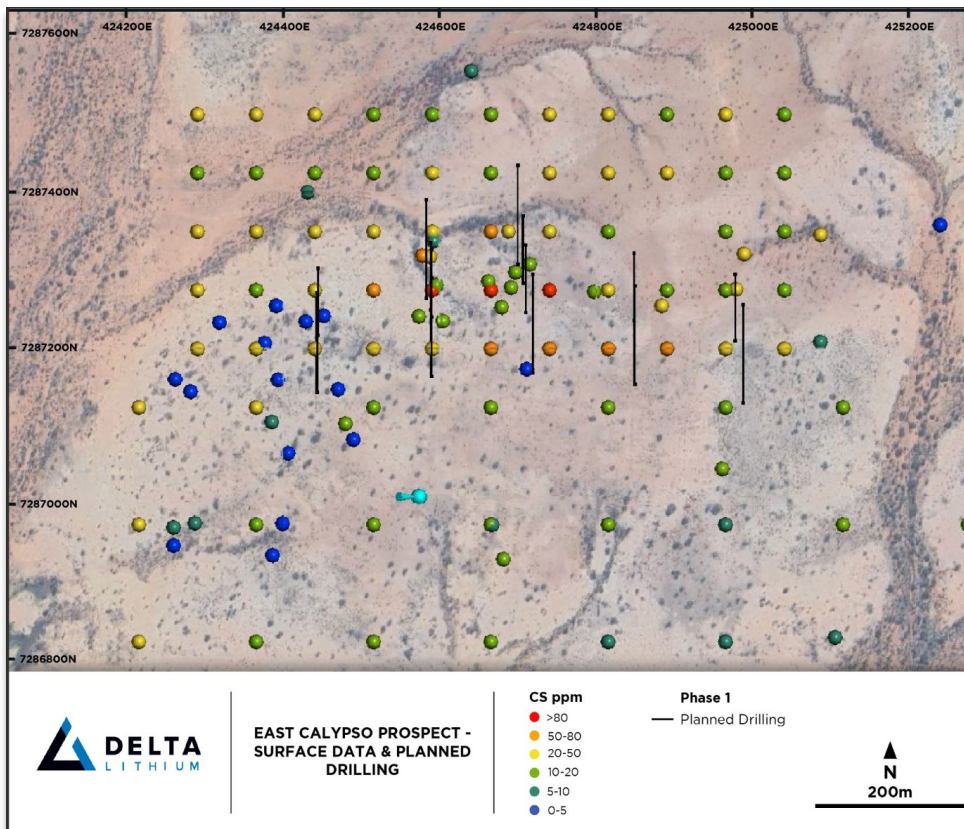 424200E 424400E 424600E 424800E 425000E 425200E
7287600N
7287400N
7287200N
7287000N
7286800N
DELTA
LITHIUM
EAST CALYPSO PROSPECT -
SURFACE DATA & PLANNED
DRILLING
CS ppm
>80
50-80
20-50
10-20
5-10
0-5
Phase 1
Planned Drilling
N
200m